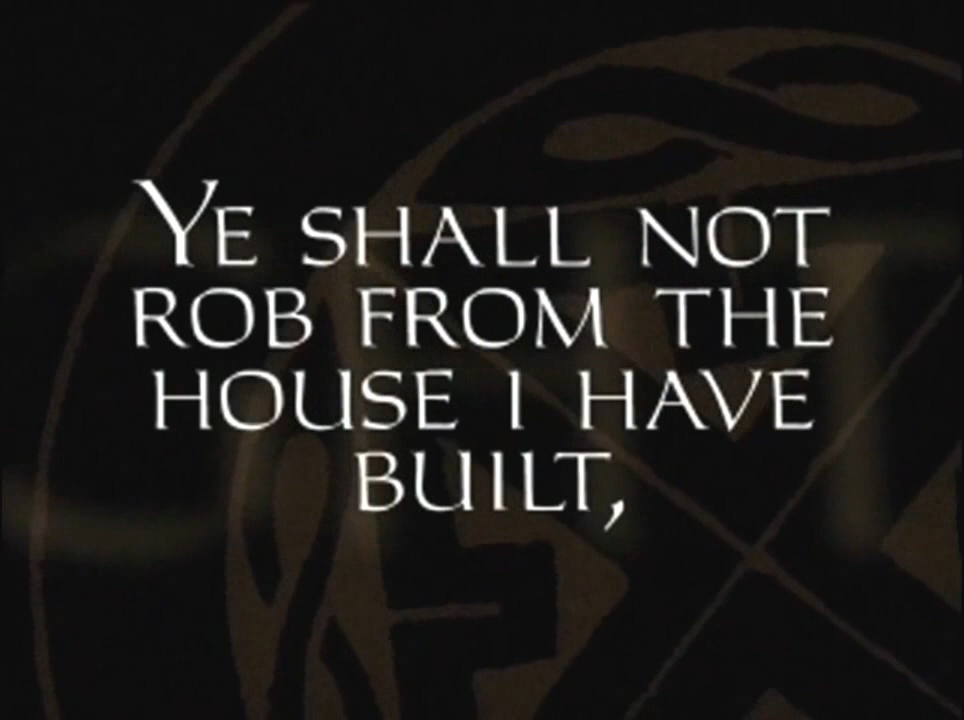 Ye shall not
rob from the
house I have
built,